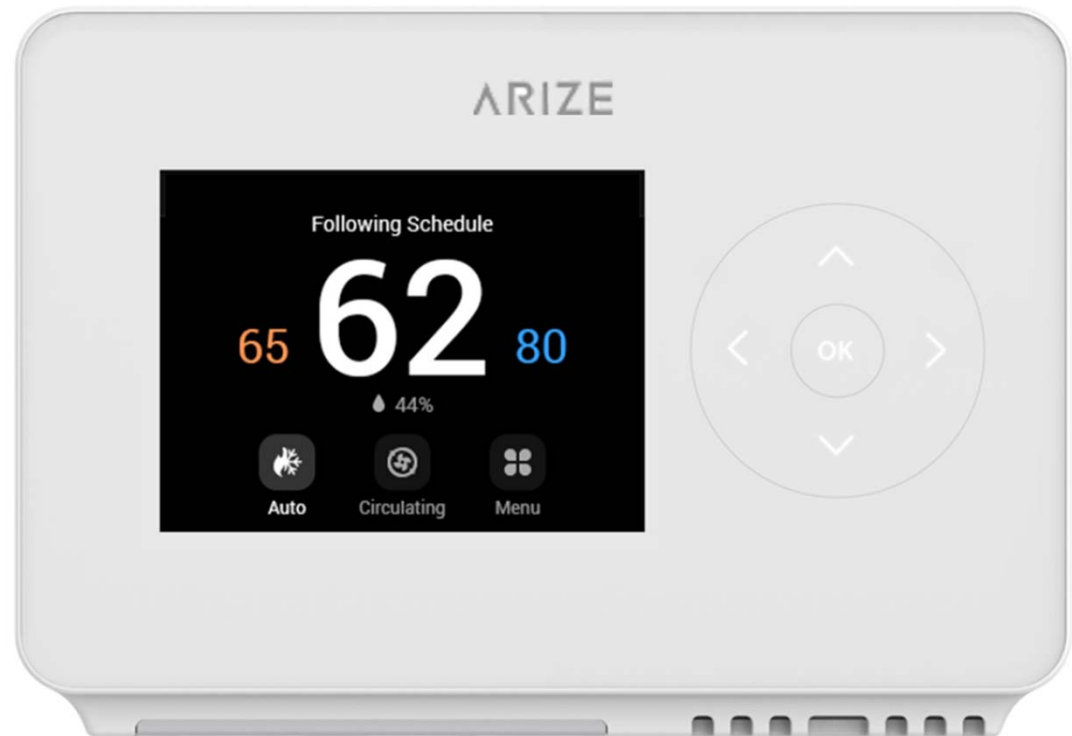 ARIZE
Following Schedule
65 62 80
44%
Auto Circulating Menu
OK